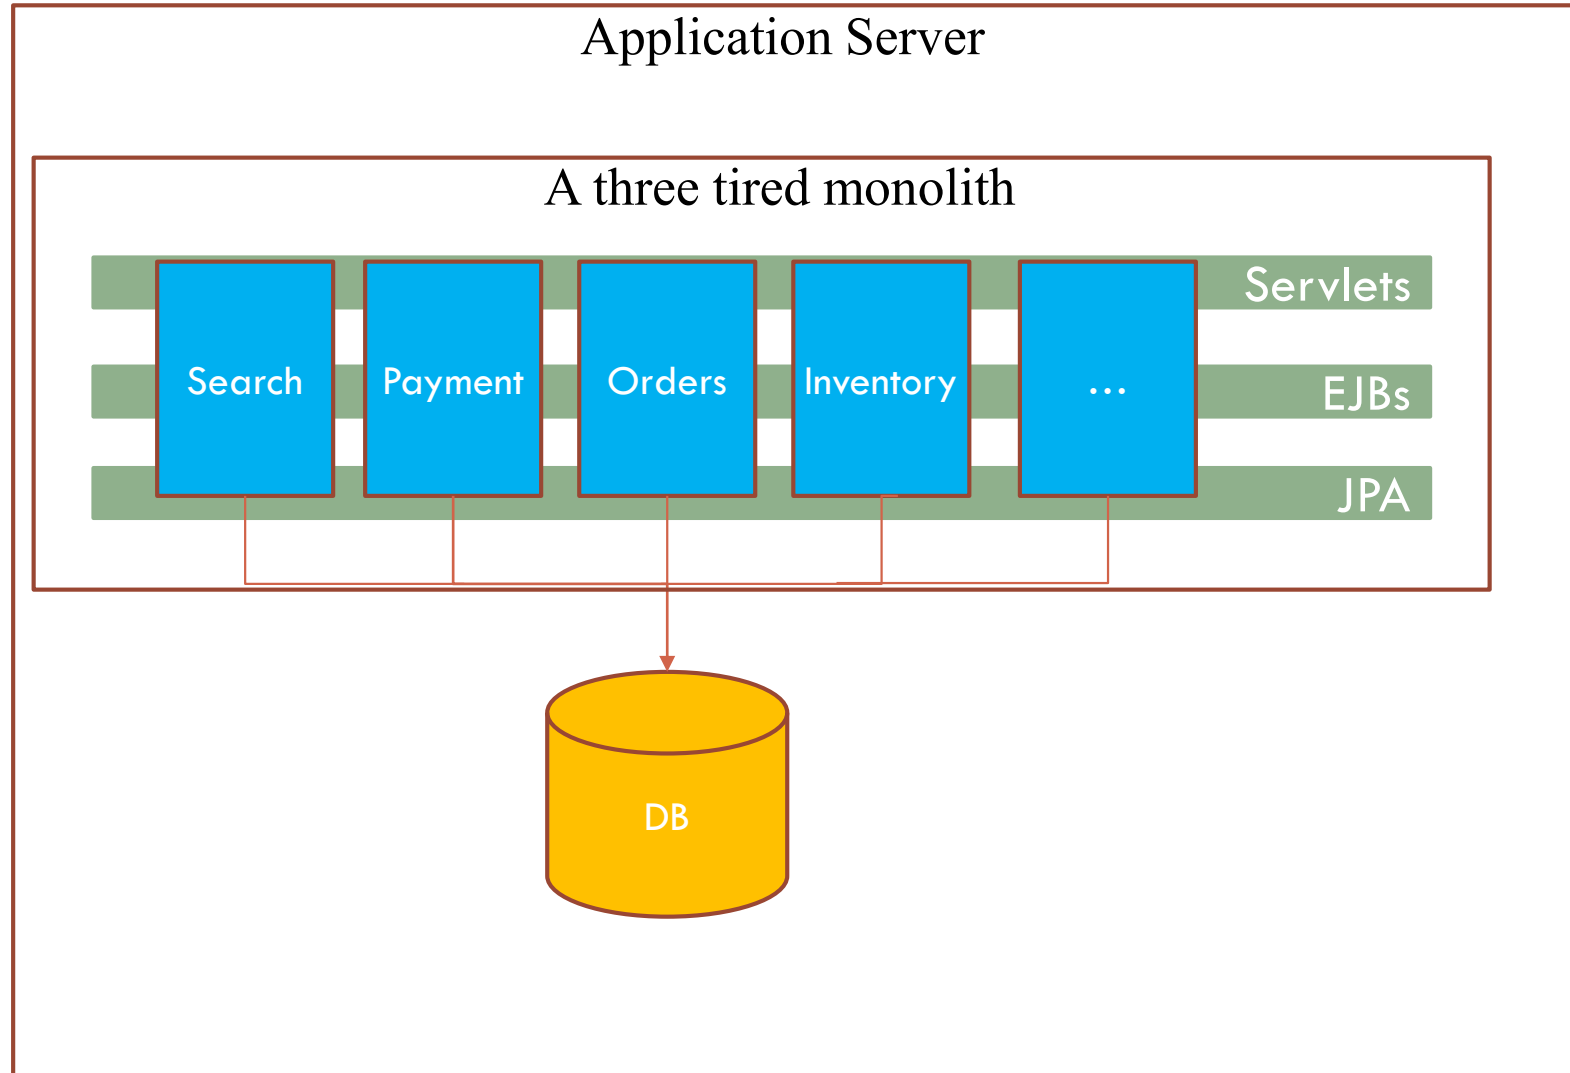 Application Server
A three tired monolith
Servlets
Search
Payment
Orders
Inventory
...
EJBs
JPA
DB